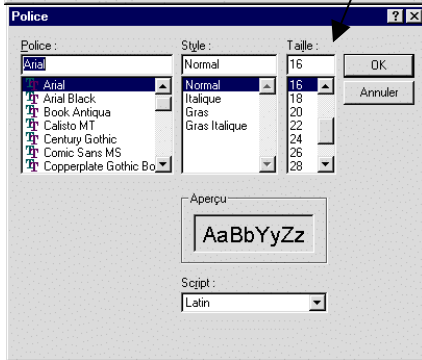 Police
Police :
Style :
Taille :
Arial
Normal
16
OK
Annuler
Arial
Arial Black
Book Antiqua
Calisto MT
Century Gothic
Comic Sans MS
Copperplate Gothic Bo
Normal
Italique
Gras
Gras Italique
16
18
20
22
24
26
28
Aperçu
AaBbYyZz
Script :
Latin